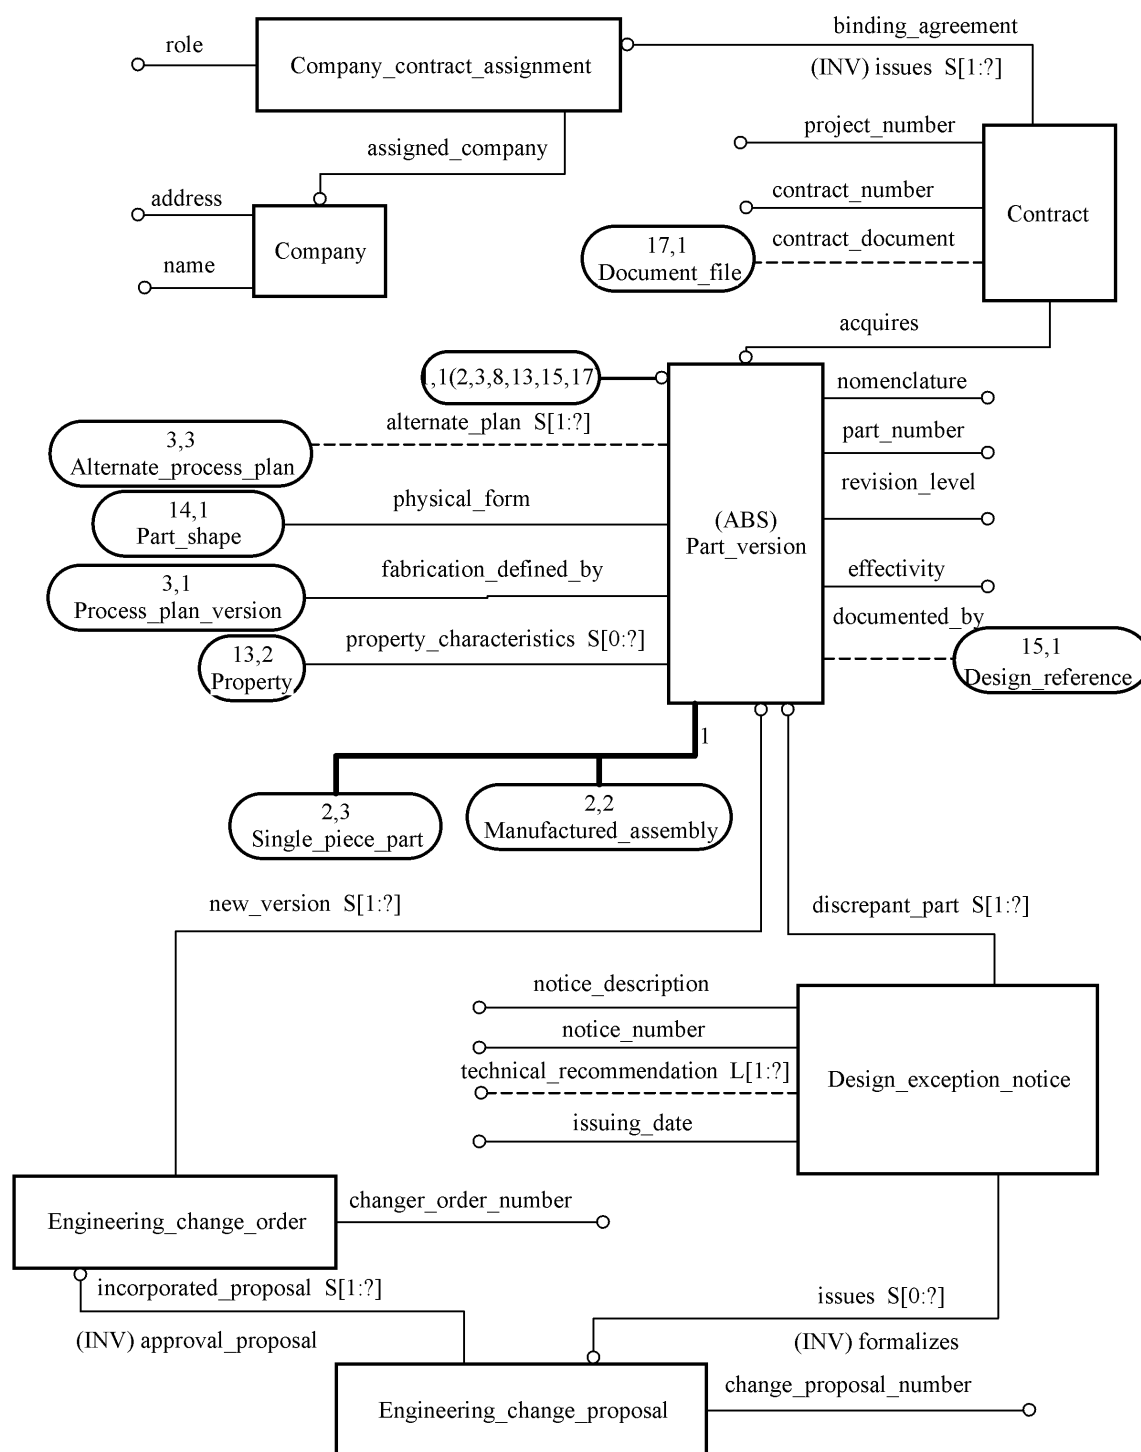 binding_agreement
role
Company_contract_assignment
(INV) issues S[1:?]
project_number
assigned_company
contract_number
address
Contract
contract_document
17,1
Document_file
Company
name
acquires
,1(2,3,8,13,15,17
nomenclature
alternate_plan S[1:?]
part_number
3,3
Alternate_process_plan
revision_level
physical_form
14,1
Part_shape
(ABS)
Part_version
fabrication_defined_by
effectivity
3,1
Process_plan_version
documented_by
property_characteristics S[0:?]
13,2
Property
15,1
Design_reference
1
2,3
Single_piece_part
2,2
Manufactured_assembly
new_version S[1:?]
discrepant_part S[1:?]
notice_description
notice_number
technical_recommendation L[1:?]
Design_exception_notice
issuing_date
changer_order_number
Engineering_change_order
incorporated_proposal S[1:?]
issues S[0:?]
(INV) approval_proposal
(INV) formalizes
change_proposal_number
Engineering_change_proposal